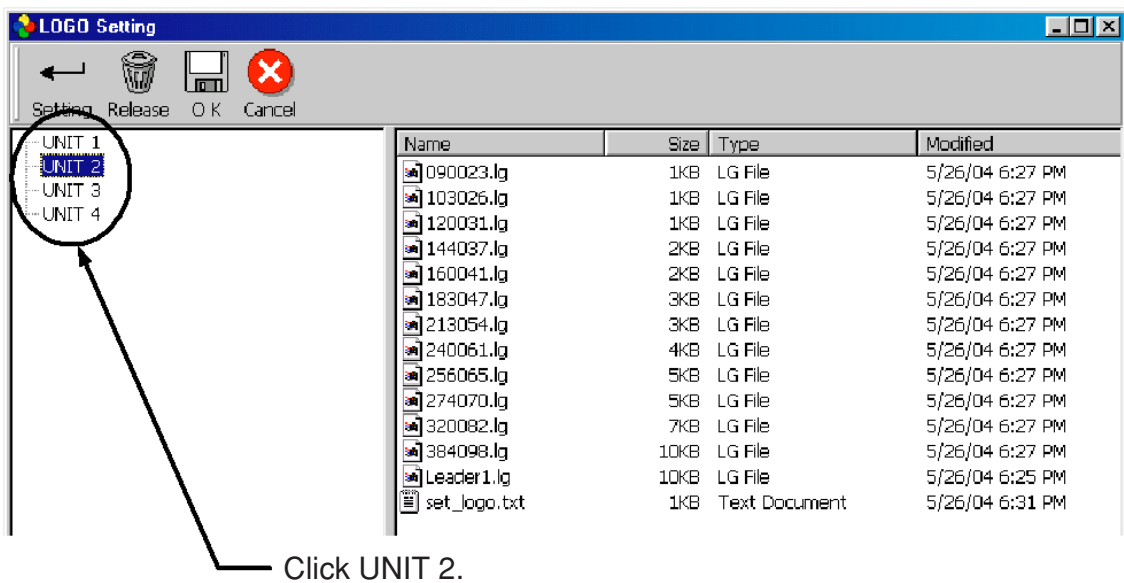 LOGO Setting
Setting Release OK Cancel
UNIT 1
UNIT 2
UNIT 3
UNIT 4
Name Size Type Modified
090023.lg 1KB LG File 5/26/04 6:27 PM
103026.lg 1KB LG File 5/26/04 6:27 PM
120031.lg 1KB LG File 5/26/04 6:27 PM
144037.lg 2KB LG File 5/26/04 6:27 PM
160041.lg 2KB LG File 5/26/04 6:27 PM
183047.lg 3KB LG File 5/26/04 6:27 PM
213054.lg 3KB LG File 5/26/04 6:27 PM
240061.lg 4KB LG File 5/26/04 6:27 PM
256065.lg 5KB LG File 5/26/04 6:27 PM
274070.lg 5KB LG File 5/26/04 6:27 PM
320082.lg 7KB LG File 5/26/04 6:27 PM
384098.lg 10KB LG File 5/26/04 6:27 PM
Leader1.lg 10KB LG File 5/26/04 6:25 PM
set_logo.txt 1KB Text Document 5/26/04 6:31 PM
Click UNIT 2.